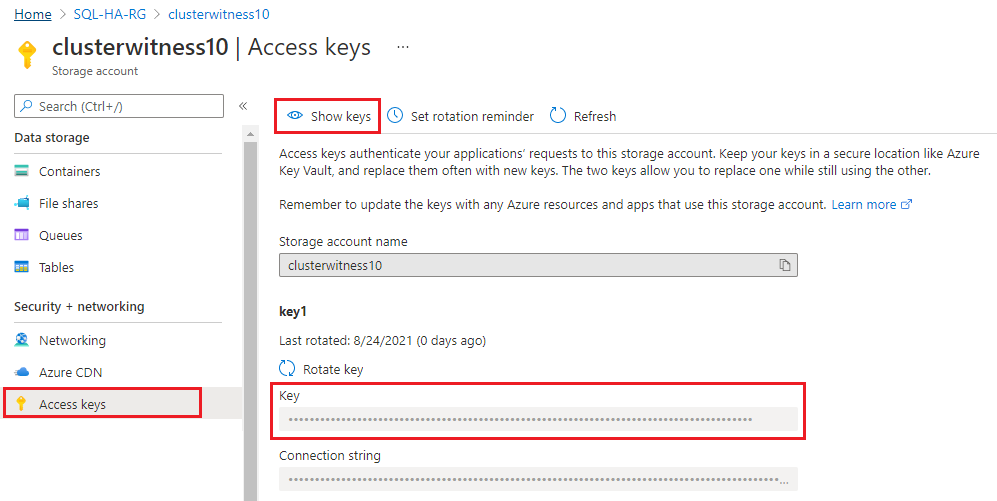 Home > SQL-HA-RG > clusterwitness10
clusterwitness10 | Access keys ...
Storage account
Search (Ctrl+/)
«
Data storage
Containers
File shares
Queues
Tables
Security + networking
Networking
Azure CDN
Access keys
Show keys
Set rotation reminder
Refresh
Access keys authenticate your applications' requests to this storage account. Keep your keys in a secure location like Azure
Key Vault, and replace them often with new keys. The two keys allow you to replace one while still using the other.
Remember to update the keys with any Azure resources and apps that use this storage account. Learn more
Storage account name
clusterwitness10
key1
Last rotated: 8/24/2021 (0 days ago)
Rotate key
Key
Connection string
...